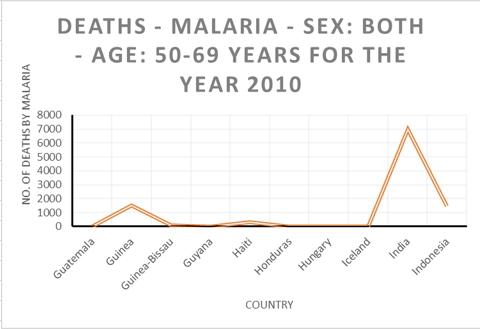 DEATHS - MALARIA - SEX: BOTH
- AGE: 50-69 YEARS FOR THE
YEAR 2010
NO. OF DEATHS BY MALARIA
8000
7000
6000
5000
4000
3000
2000
1000
0
Guatemala
Guinea
Guinea-Bissau
Guyana
Haiti
Honduras
Hungary
Iceland
India
Indonesia
COUNTRY